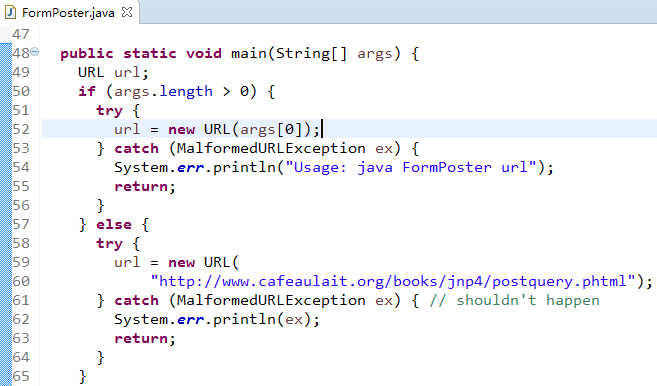 FormPoster.java
47
48 public static void main(String[] args) {
49 URL url;
50 if (args.length > 0) {
51 try {
52 url = new URL(args[0]);
53 } catch (MalformedURLException ex) {
54 System.err.println("Usage: java FormPoster url");
55 return;
56 }
57 } else {
58 try {
59 url = new URL(
60 "http://www.cafeaulait.org/books/jnp4/postquery.phtml");
61 } catch (MalformedURLException ex) { // shouldn't happen
62 System.err.println(ex);
63 return;
64 }
65 }